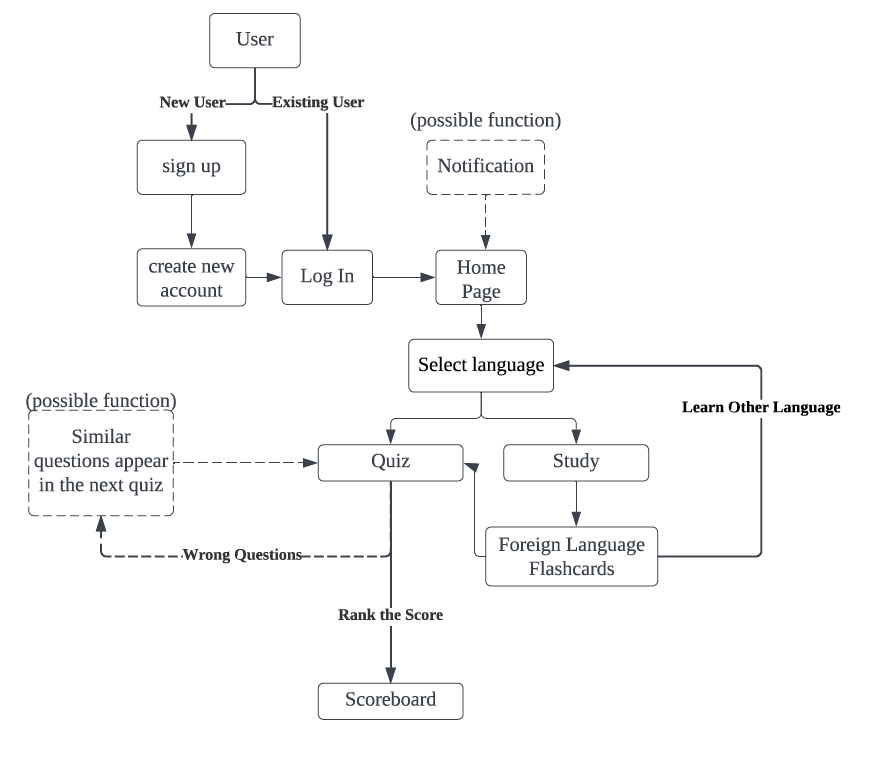 User
New User
Existing User
(possible function)
sign up
Notification
create new
account
Log In
Home
Page
Select language
(possible function)
Learn Other Language
Similar
questions appear
in the next quiz
Quiz
Study
Foreign Language
Flashcards
Wrong Questions
Rank the Score
Scoreboard